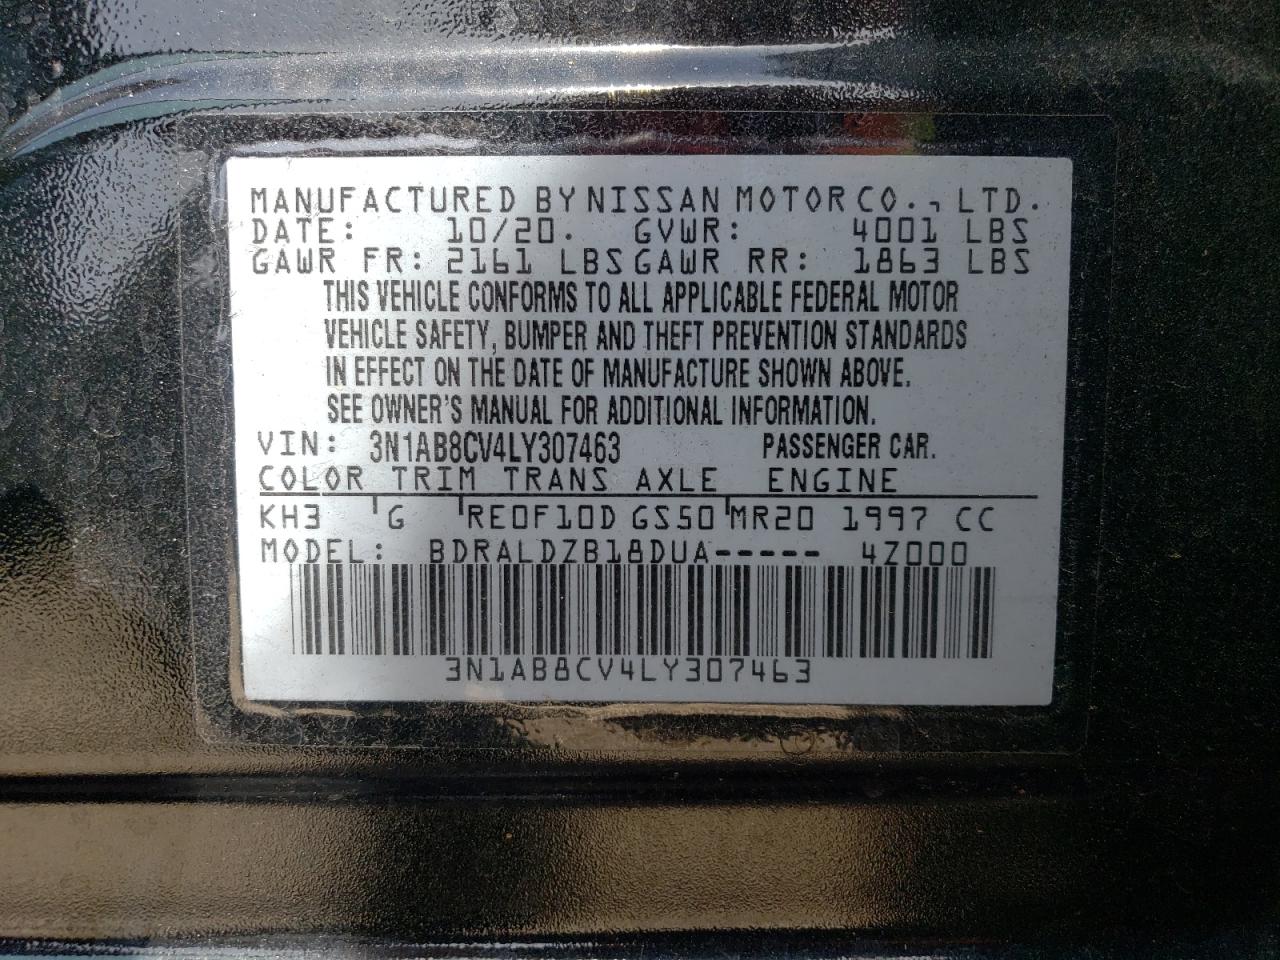 MANUFACTURED BY NISSAN MOTOR CO., LTD.
DATE: 10/20. GVWR: 4001 LBS
GAWR FR: 2161 LBS GAWR RR: 1863 LBS
THIS VEHICLE CONFORMS TO ALL APPLICABLE FEDERAL MOTOR
VEHICLE SAFETY, BUMPER AND THEFT PREVENTION STANDARDS
IN EFFECT ON THE DATE OF MANUFACTURE SHOWN ABOVE.
SEE OWNER'S MANUAL FOR ADDITIONAL INFORMATION.
VIN: 3N1AB8CV4LY307463 PASSENGER CAR.
COLOR TRIM TRANS AXLE ENGINE
KH3 G RE0F10D GS50 MR20 1997 CC
MODEL: BDRALDZB18DUA----- 4Z000
3N1AB8CV4LY307463